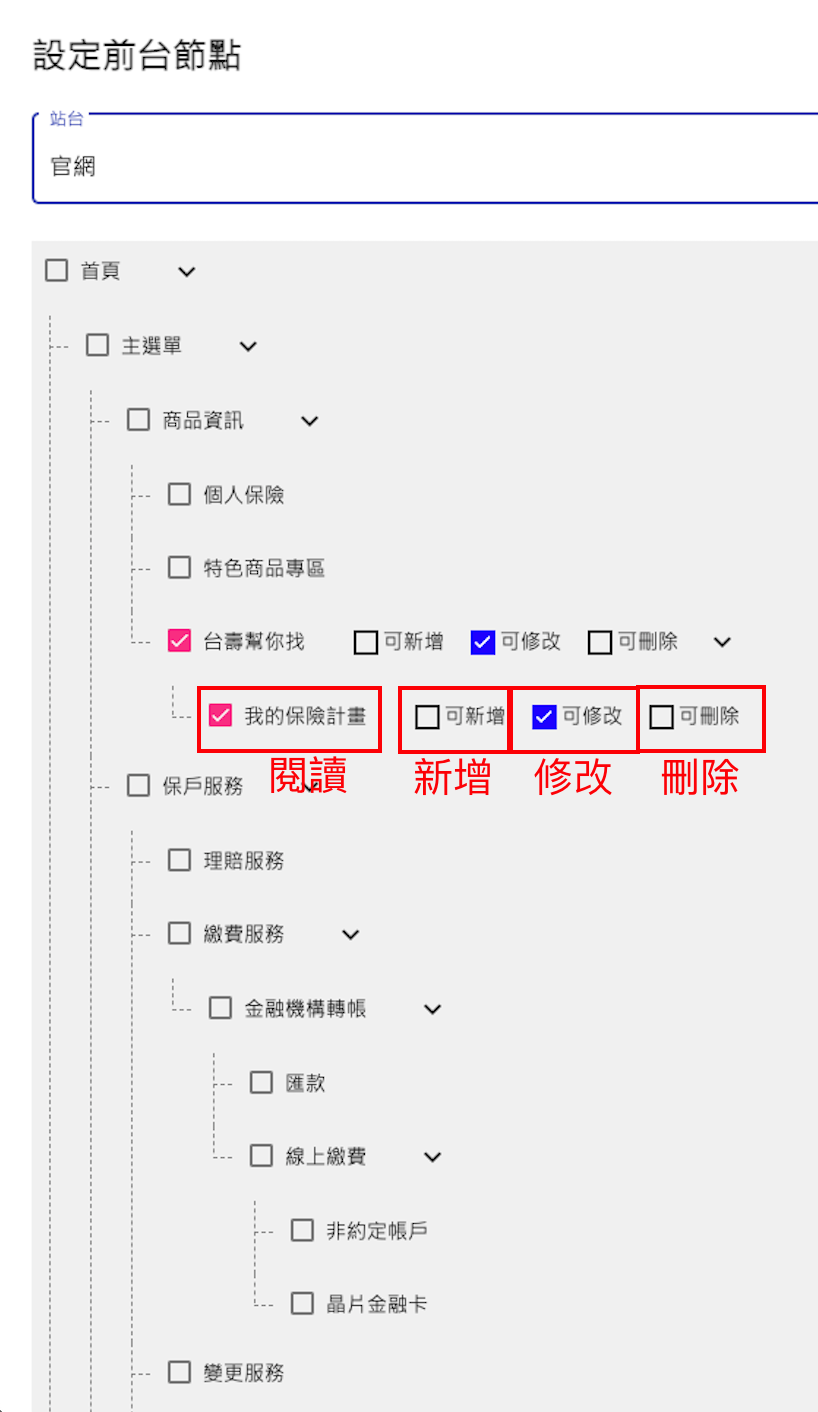 設定前台節點
站台
官網
首頁
主選單
商品資訊
個人保險
特色商品專區
台壽幫你找 可新增 可修改 可刪除
我的保險計畫 可新增 可修改 可刪除
閱讀 新增 修改 刪除
保戶服務
理賠服務
繳費服務
金融機構轉帳
匯款
線上繳費
非約定帳戶
晶片金融卡
變更服務